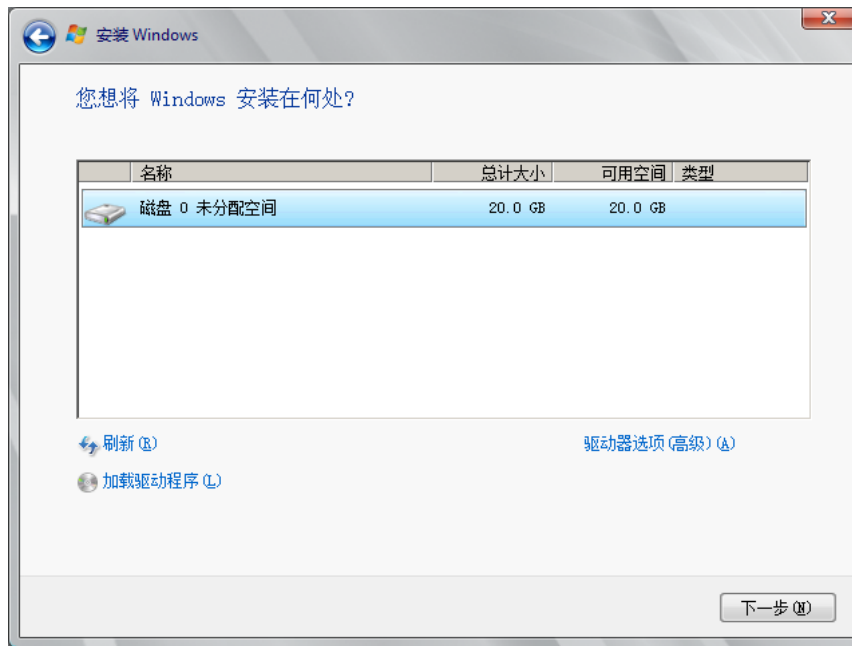 安装 Windows
您想将 Windows 安装在何处?
名称 总计大小 可用空间 类型
磁盘 0 未分配空间 20.0 GB 20.0 GB
刷新(R) 驱动器选项(高级)(A)
加载驱动程序(L)
下一步(N)